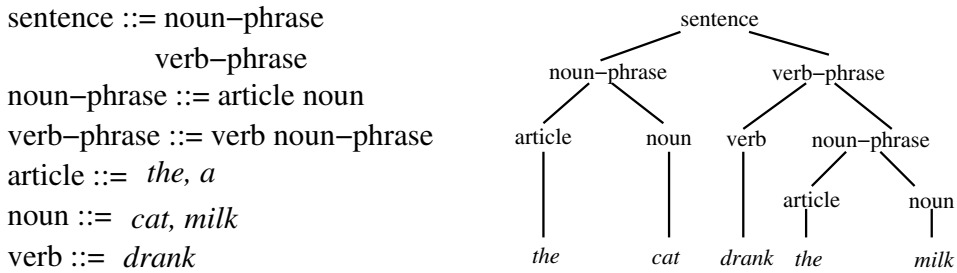 sentence ::= noun−phrase
verb−phrase
noun−phrase ::= article noun
verb−phrase ::= verb noun−phrase
article ::= the, a
noun ::= cat, milk
verb ::= drank
sentence
noun−phrase verb−phrase
article noun verb noun−phrase
article noun
the cat drank the milk